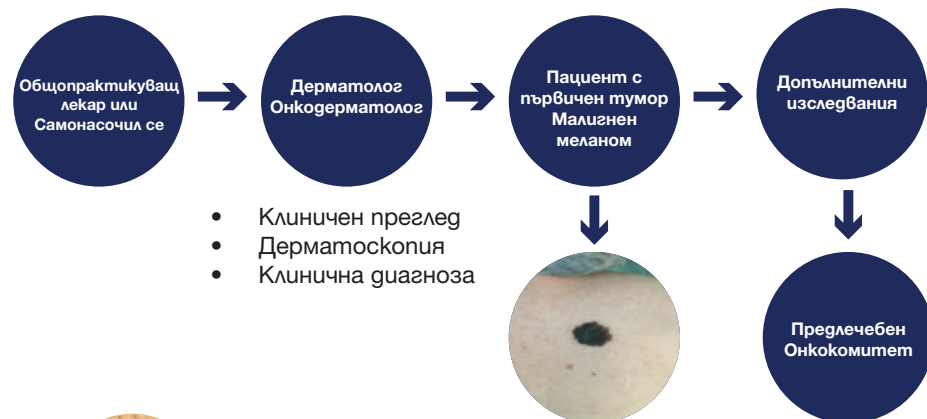 Общопрактикуващ
лекар или
Самонасочил се
Дерматолог
Онкодерматолог
Пациент с
първичен тумор
Малигнен
меланом
Допълнителни
изследвания
• Клиничен преглед
• Дерматоскопия
• Клинична диагноза
Предлечебен
Онкокомитет